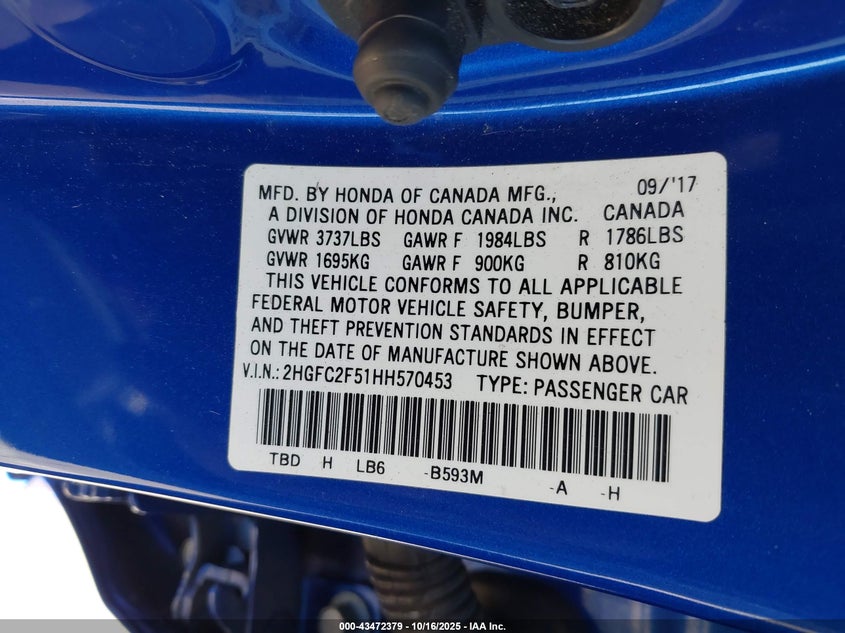 MFD. BY HONDA OF CANADA MFG., 09/'17
A DIVISION OF HONDA CANADA INC. CANADA
GVWR 3737LBS GAWR F 1984LBS R 1786LBS
GVWR 1695KG GAWR F 900KG R 810KG
THIS VEHICLE CONFORMS TO ALL APPLICABLE
FEDERAL MOTOR VEHICLE SAFETY, BUMPER,
AND THEFT PREVENTION STANDARDS IN EFFECT
ON THE DATE OF MANUFACTURE SHOWN ABOVE.
V.I.N.: 2HGFC2F51HH570453 TYPE: PASSENGER CAR
TBD H LB6 -B593M -A -H
000-43472379 - 10/16/2025 - IAA Inc.